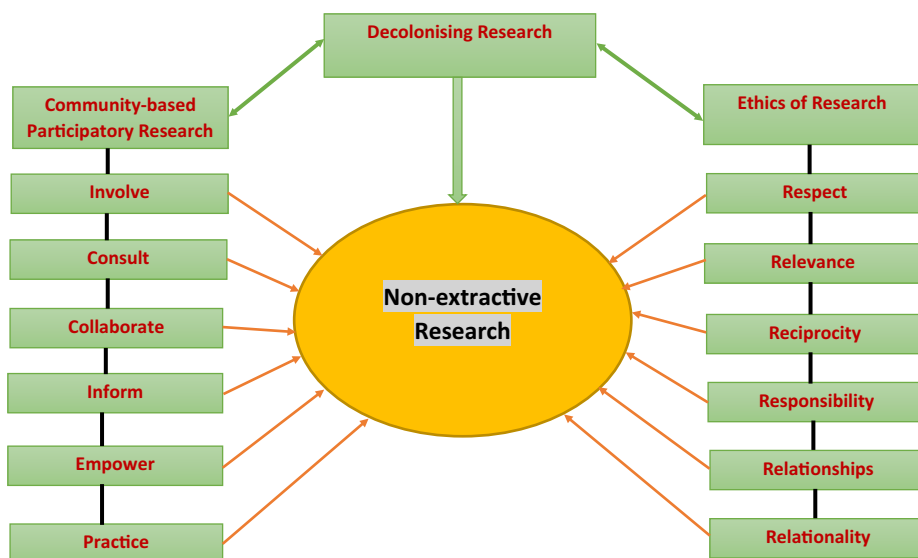 Decolonising Research
Community-based
Participatory Research
Ethics of Research
Involve
Consult
Collaborate
Inform
Empower
Practice
Non-extractive
Research
Respect
Relevance
Reciprocity
Responsibility
Relationships
Relationality